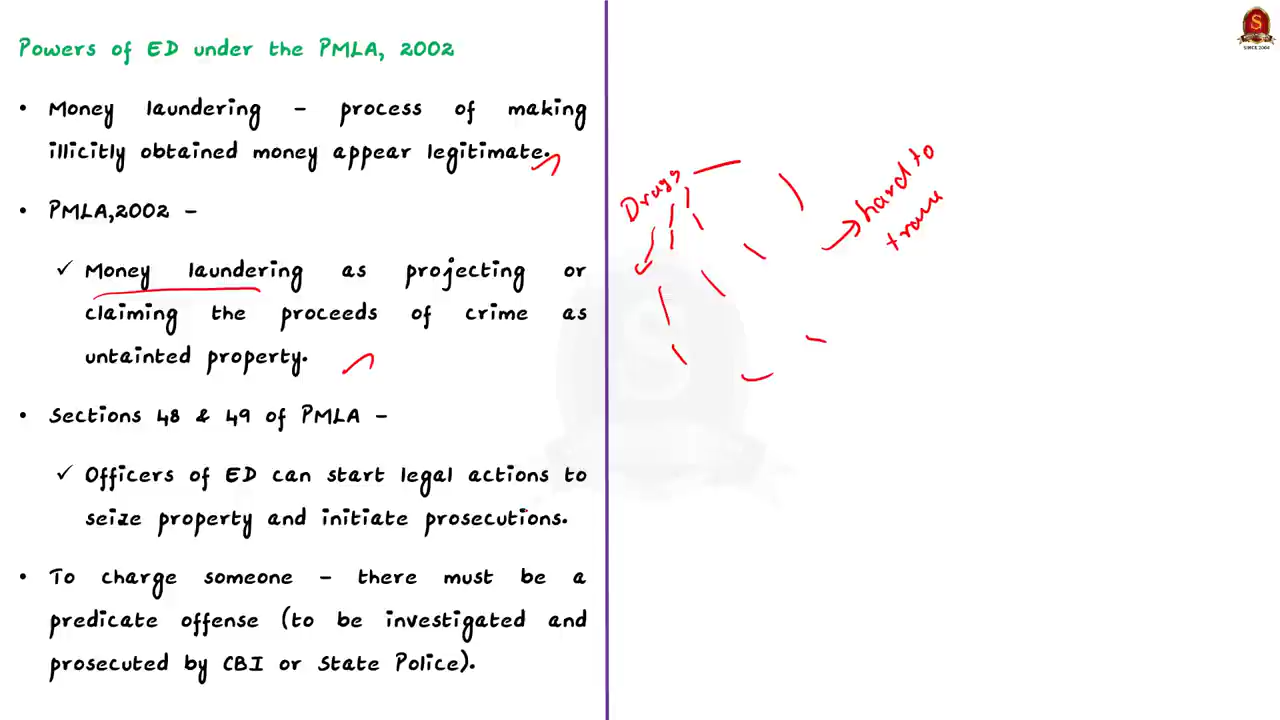 Powers of ED under the PMLA, 2002
• Money laundering – process of making
illicitly obtained money appear legitimate.
• PMLA,2002 –
✓ Money laundering as projecting or
claiming the proceeds of crime as
untainted property.
• Sections 48 & 49 of PMLA –
✓ Officers of ED can start legal actions to
seize property and initiate prosecutions.
• To charge someone – there must be a
predicate offense (to be investigated and
prosecuted by CBI or State Police).
Drugs
hard to
S
SINCE 2004